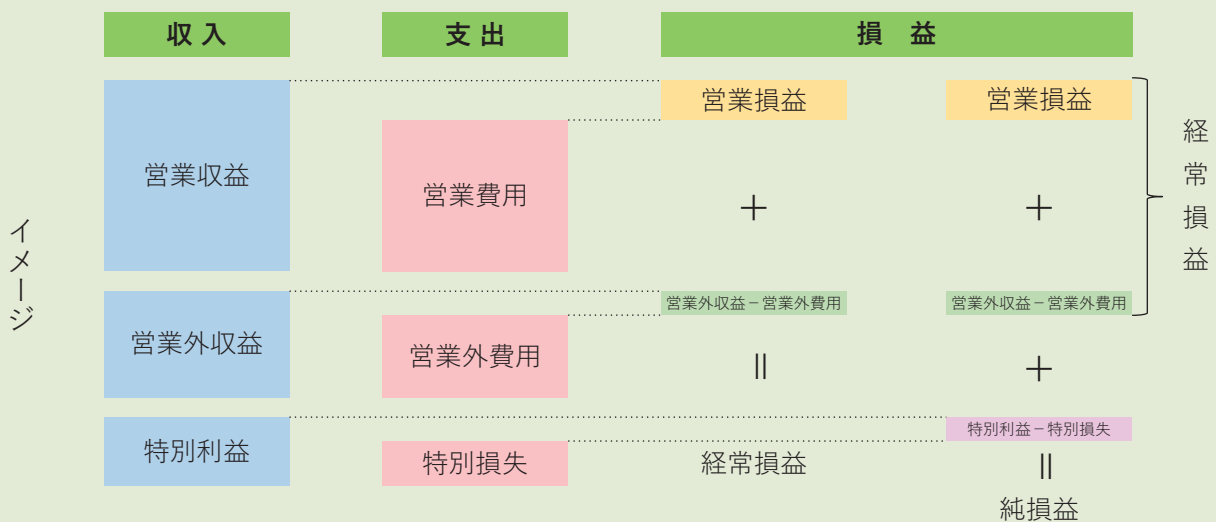 収入
支出
損益
イメージ
営業収益
営業外収益
特別利益
営業費用
営業外費用
特別損失
営業損益
+
営業外収益－営業外費用
||
経常損益
営業損益
+
営業外収益－営業外費用
+
特別利益－特別損失
||
純損益
経常損益